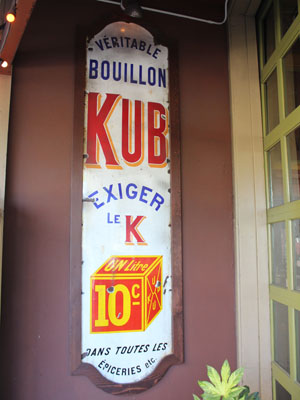 VÉRITABLE
BOUILLON
KUB
EXIGER
LE K
UN Litre
10c
DANS TOUTES LES
ÉPICERIES etc.